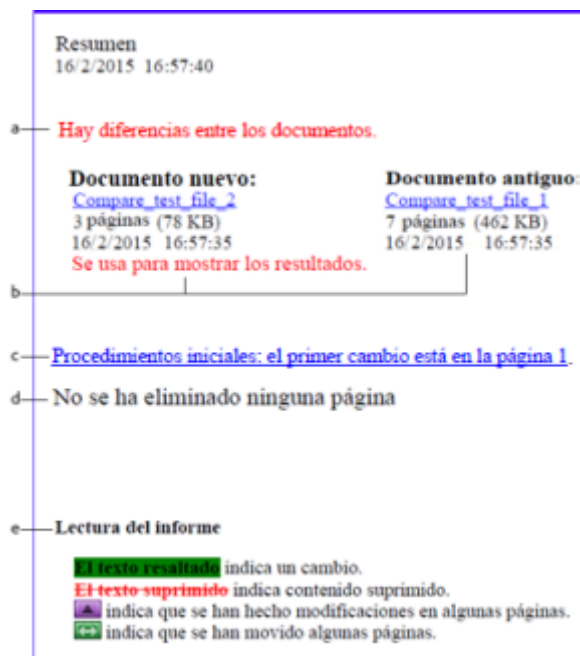 Resumen
16/2/2015 16:57:40
a
Hay diferencias entre los documentos.
Documento nuevo:
Compare_test_file_2
3 páginas (78 KB)
16/2/2015 16:57:35
Se usa para mostrar los resultados.
Documento antiguo:
Compare_test_file_1
7 páginas (462 KB)
16/2/2015 16:57:35
b
c
Procedimientos iniciales: el primer cambio está en la página 1.
d
No se ha eliminado ninguna página
e
Lectura del informe
El texto resaltado indica un cambio.
El texto suprimido indica contenido suprimido.
indica que se han hecho modificaciones en algunas páginas.
indica que se han movido algunas páginas.